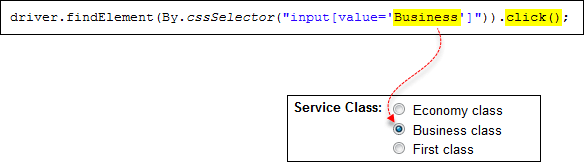 driver.findElement(By.cssSelector("input[value='Business']")).click();
Service Class: Economy class
Business class
First class